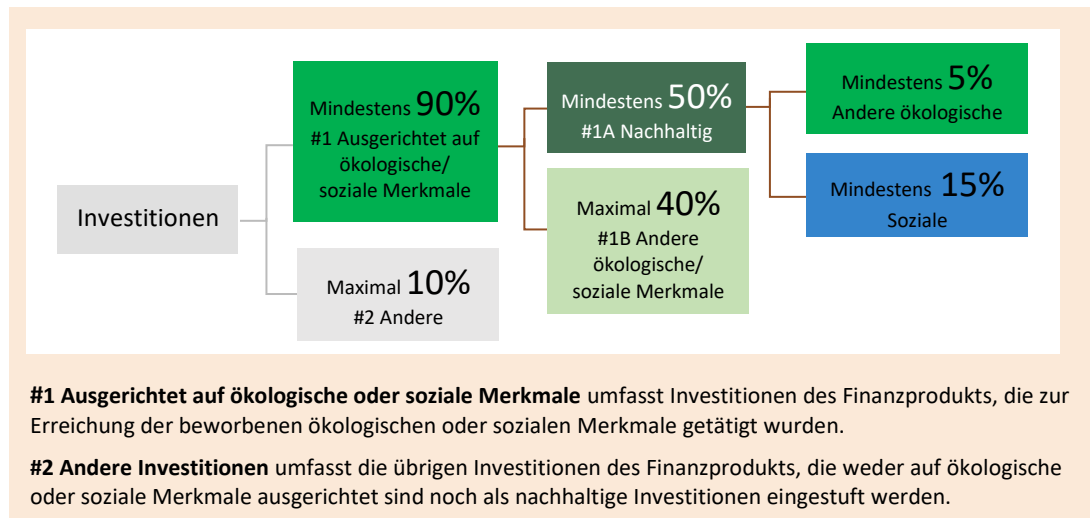 Investitionen
Mindestens 90%
#1 Ausgerichtet auf
ökologische/
soziale Merkmale
Maximal 10%
#2 Andere
Mindestens 50%
#1A Nachhaltig
Maximal 40%
#1B Andere
ökologische/
soziale Merkmale
Mindestens 5%
Andere ökologische
Mindestens 15%
Soziale
#1 Ausgerichtet auf ökologische oder soziale Merkmale umfasst Investitionen des Finanzprodukts, die zur
Erreichung der beworbenen ökologischen oder sozialen Merkmale getätigt wurden.
#2 Andere Investitionen umfasst die übrigen Investitionen des Finanzprodukts, die weder auf ökologische
oder soziale Merkmale ausgerichtet sind noch als nachhaltige Investitionen eingestuft werden.